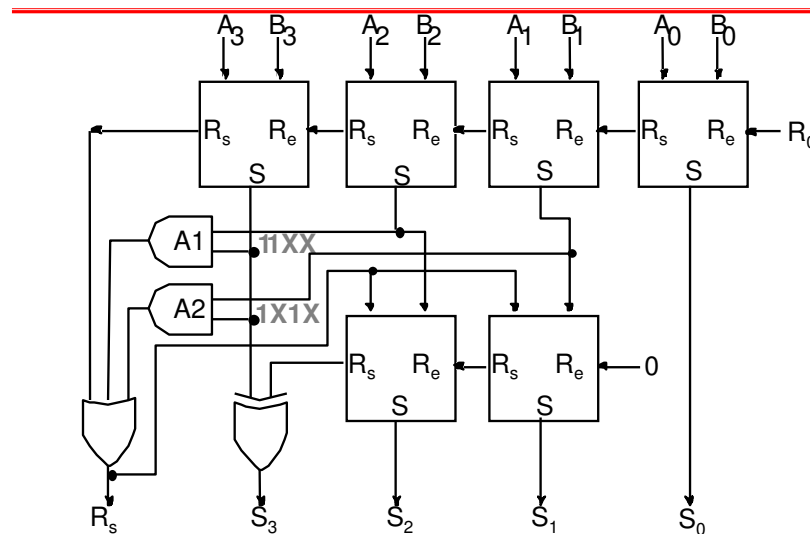 A3 B3 A2 B2 A1 B1 A0 B0
Rs Re Rs Re Rs Re Rs Re R0
S S S S
A1 11XX
A2 1X1X
Rs Re Rs Re 0
S S
Rs S3 S2 S1 S0